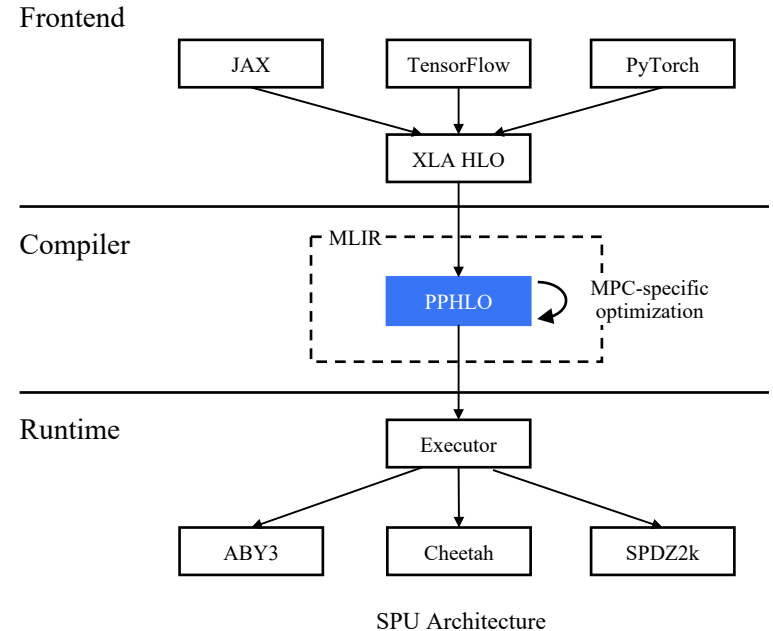 Frontend
JAX
TensorFlow
PyTorch
XLA HLO
Compiler
MLIR
PPHLO
MPC-specific
optimization
Runtime
Executor
ABY3
Cheetah
SPDZ2k
SPU Architecture